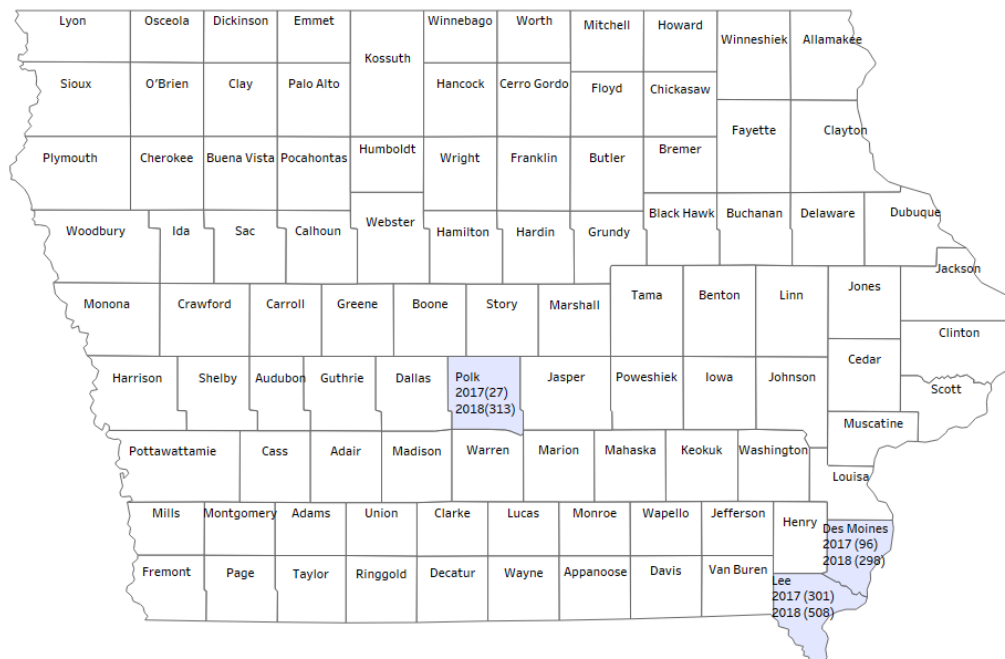 Lyon
Osceola
Dickinson
Emmet
Kossuth
Winnebago
Worth
Mitchell
Howard
Winneshiek
Allamakee
Sioux
O'Brien
Clay
Palo Alto
Hancock
Cerro Gordo
Floyd
Chickasaw
Fayette
Clayton
Plymouth
Cherokee
Buena Vista
Pocahontas
Humboldt
Wright
Franklin
Butler
Bremer
Woodbury
Ida
Sac
Calhoun
Webster
Hamilton
Hardin
Grundy
Black Hawk
Buchanan
Delaware
Dubuque
Jackson
Monona
Crawford
Carroll
Greene
Boone
Story
Marshall
Tama
Benton
Linn
Jones
Clinton
Cedar
Harrison
Shelby
Audubon
Guthrie
Dallas
Polk
2017(27)
2018(313)
Jasper
Poweshiek
Iowa
Johnson
Scott
Muscatine
Pottawattamie
Cass
Adair
Madison
Warren
Marion
Mahaska
Keokuk
Washington
Louisa
Mills
Montgomery
Adams
Union
Clarke
Lucas
Monroe
Wapello
Jefferson
Henry
Des Moines
2017 (96)
2018 (298)
Fremont
Page
Taylor
Ringgold
Decatur
Wayne
Appanoose
Davis
Van Buren
Lee
2017 (301)
2018 (508)